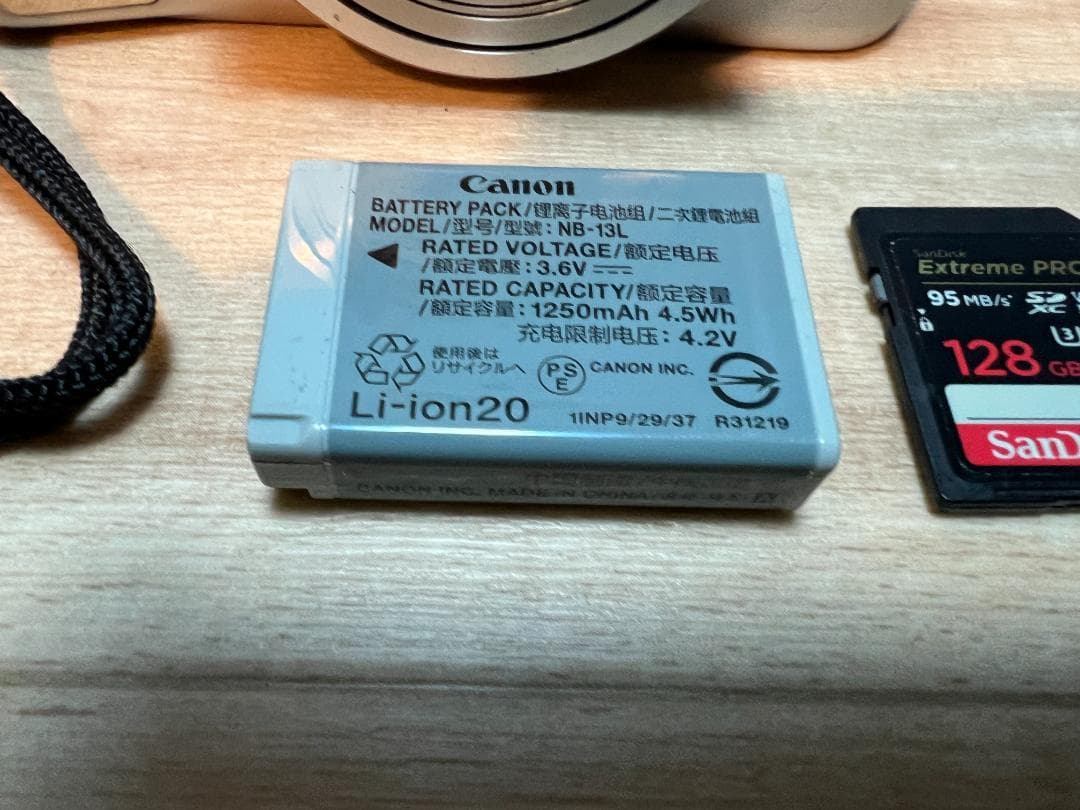 Canon
BATTERY PACK/锂离子电池组/二次鋰電池組
MODEL/型号/型號: NB-13L
RATED VOLTAGE/额定电压
/額定電壓: 3.6V
RATED CAPACITY/额定容量
/額定容量: 1250mAh 4.5Wh
充电限制电压: 4.2V
使用後は
リサイクルへ
PS
E
CANON INC.
Li-ion20
1INP9/29/37 R31219
CANON INC. MADE IN CHINA
SanDisk
Extreme PRO
95 MB/s
SD
XC
3
128 GB
San